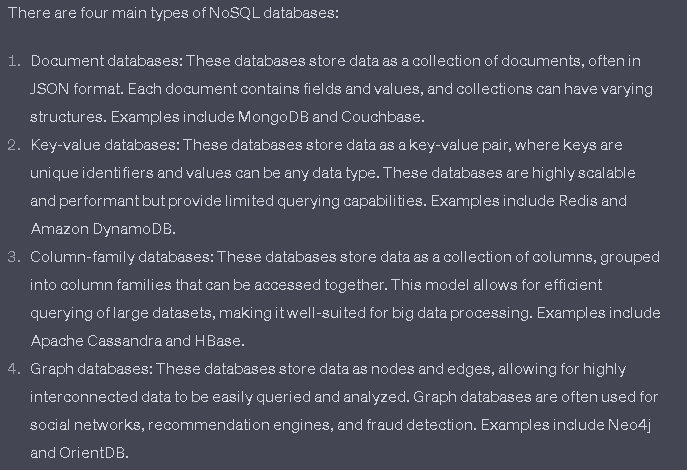 There are four main types of NoSQL databases:
1. Document databases: These databases store data as a collection of documents, often in
JSON format. Each document contains fields and values, and collections can have varying
structures. Examples include MongoDB and Couchbase.
2. Key-value databases: These databases store data as a key-value pair, where keys are
unique identifiers and values can be any data type. These databases are highly scalable
and performant but provide limited querying capabilities. Examples include Redis and
Amazon DynamoDB.
3. Column-family databases: These databases store data as a collection of columns, grouped
into column families that can be accessed together. This model allows for efficient
querying of large datasets, making it well-suited for big data processing. Examples include
Apache Cassandra and HBase.
4. Graph databases: These databases store data as nodes and edges, allowing for highly
interconnected data to be easily queried and analyzed. Graph databases are often used for
social networks, recommendation engines, and fraud detection. Examples include Neo4j
and OrientDB.